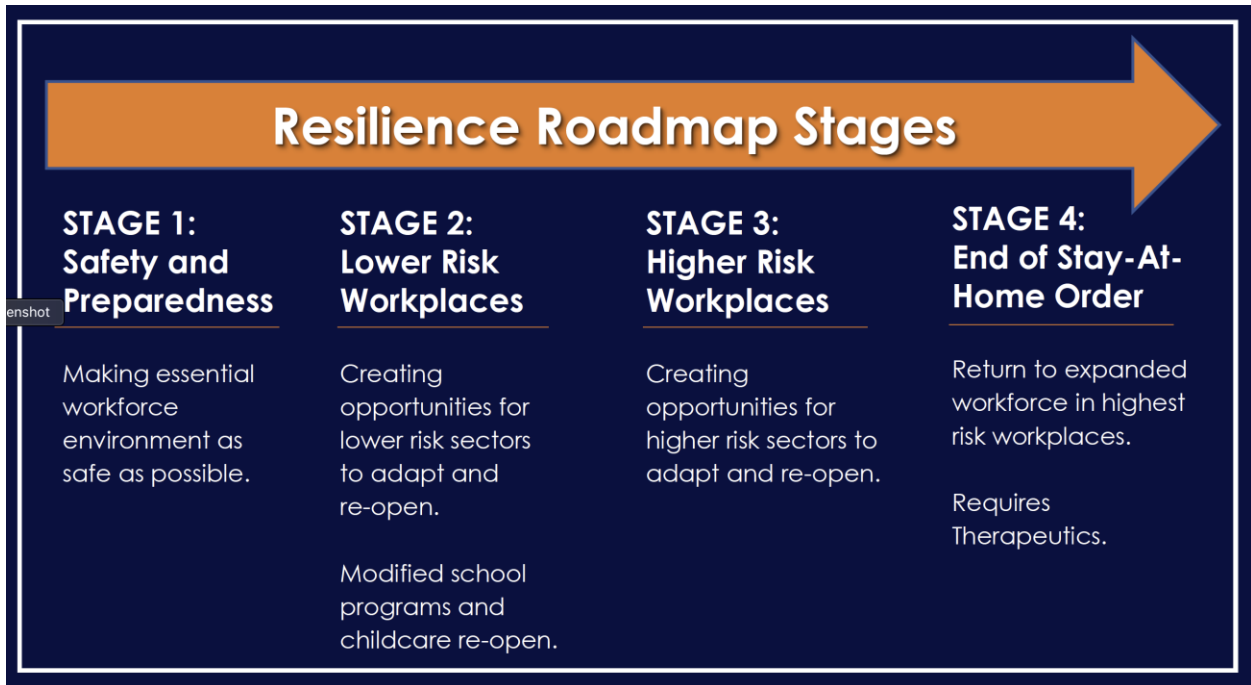 Resilience Roadmap Stages
STAGE 1:
Safety and
Preparedness
enshot
Making essential
workforce
environment as
safe as possible.
STAGE 2:
Lower Risk
Workplaces
Creating
opportunities for
lower risk sectors
to adapt and
re-open.
Modified school
programs and
childcare re-open.
STAGE 3:
Higher Risk
Workplaces
Creating
opportunities for
higher risk sectors to
adapt and re-open.
STAGE 4:
End of Stay-At-
Home Order
Return to expanded
workforce in highest
risk workplaces.
Requires
Therapeutics.